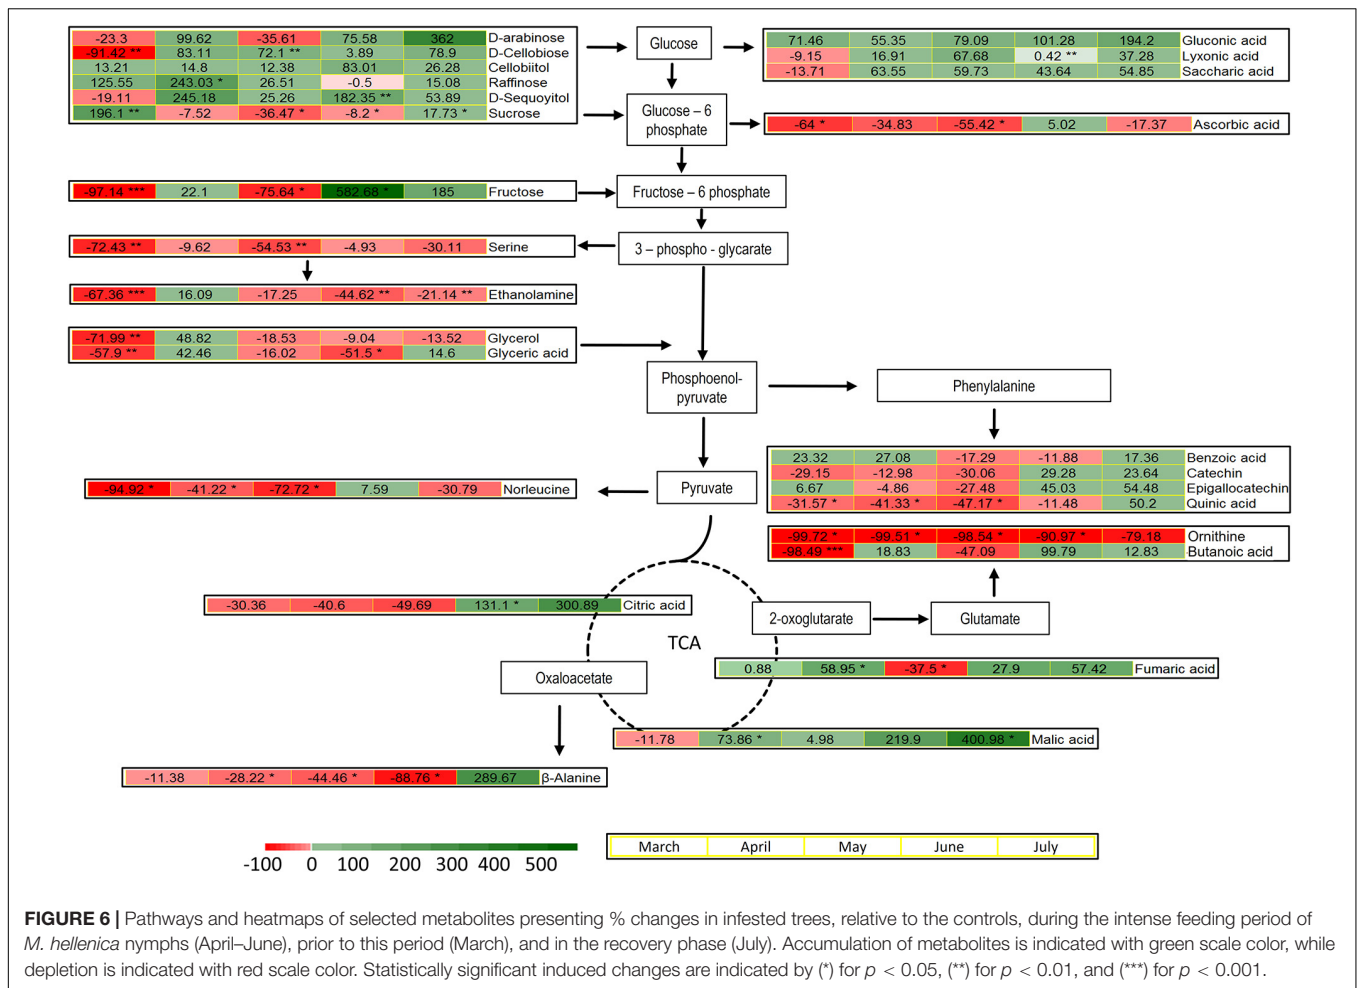 -23.3 99.62 -35.61 75.58 362 D-arabinose
-91.42 ** 83.11 72.1 ** 3.89 78.9 D-Cellobiose
13.21 14.8 12.38 83.01 26.28 Cellobiitol
125.55 243.03 * 26.51 -0.5 15.08 Raffinose
-19.11 245.18 25.26 182.35 ** 53.89 D-Sequoyitol
196.1 ** -7.52 -36.47 * -8.2 * 17.73 * Sucrose
Glucose
71.46 55.35 79.09 101.28 194.2 Gluconic acid
-9.15 16.91 67.68 0.42 ** 37.28 Lyxonic acid
-13.71 63.55 59.73 43.64 54.85 Saccharic acid
Glucose – 6
phosphate
-64 * -34.83 -55.42 * 5.02 -17.37 Ascorbic acid
-97.14 *** 22.1 -75.64 * 582.68 * 185 Fructose
Fructose – 6 phosphate
-72.43 ** -9.62 -54.53 ** -4.93 -30.11 Serine
3 – phospho - glycarate
-67.36 *** 16.09 -17.25 -44.62 ** -21.14 ** Ethanolamine
-71.99 ** 48.82 -18.53 -9.04 -13.52 Glycerol
-57.9 ** 42.46 -16.02 -51.5 * 14.6 Glyceric acid
Phosphoenol-
pyruvate
Phenylalanine
23.32 27.08 -17.29 -11.88 17.36 Benzoic acid
-29.15 -12.98 -30.06 29.28 23.64 Catechin
6.67 -4.86 -27.48 45.03 54.48 Epigallocatechin
-31.57 * -41.33 * -47.17 * -11.48 50.2 Quinic acid
-94.92 * -41.22 * -72.72 * 7.59 -30.79 Norleucine
Pyruvate
-99.72 * -99.51 * -98.54 * -90.97 * -79.18 Ornithine
-98.49 *** 18.83 -47.09 99.79 12.83 Butanoic acid
-30.36 -40.6 -49.69 131.1 * 300.89 Citric acid
2-oxoglutarate
Glutamate
TCA
0.88 58.95 * -37.5 * 27.9 57.42 Fumaric acid
Oxaloacetate
-11.78 73.86 * 4.98 219.9 400.98 * Malic acid
-11.38 -28.22 * -44.46 * -88.76 * 289.67 β-Alanine
-100 0 100 200 300 400 500
March April May June July
FIGURE 6 | Pathways and heatmaps of selected metabolites presenting % changes in infested trees, relative to the controls, during the intense feeding period of
M. hellenica nymphs (April–June), prior to this period (March), and in the recovery phase (July). Accumulation of metabolites is indicated with green scale color, while
depletion is indicated with red scale color. Statistically significant induced changes are indicated by (*) for p < 0.05, (**) for p < 0.01, and (***) for p < 0.001.